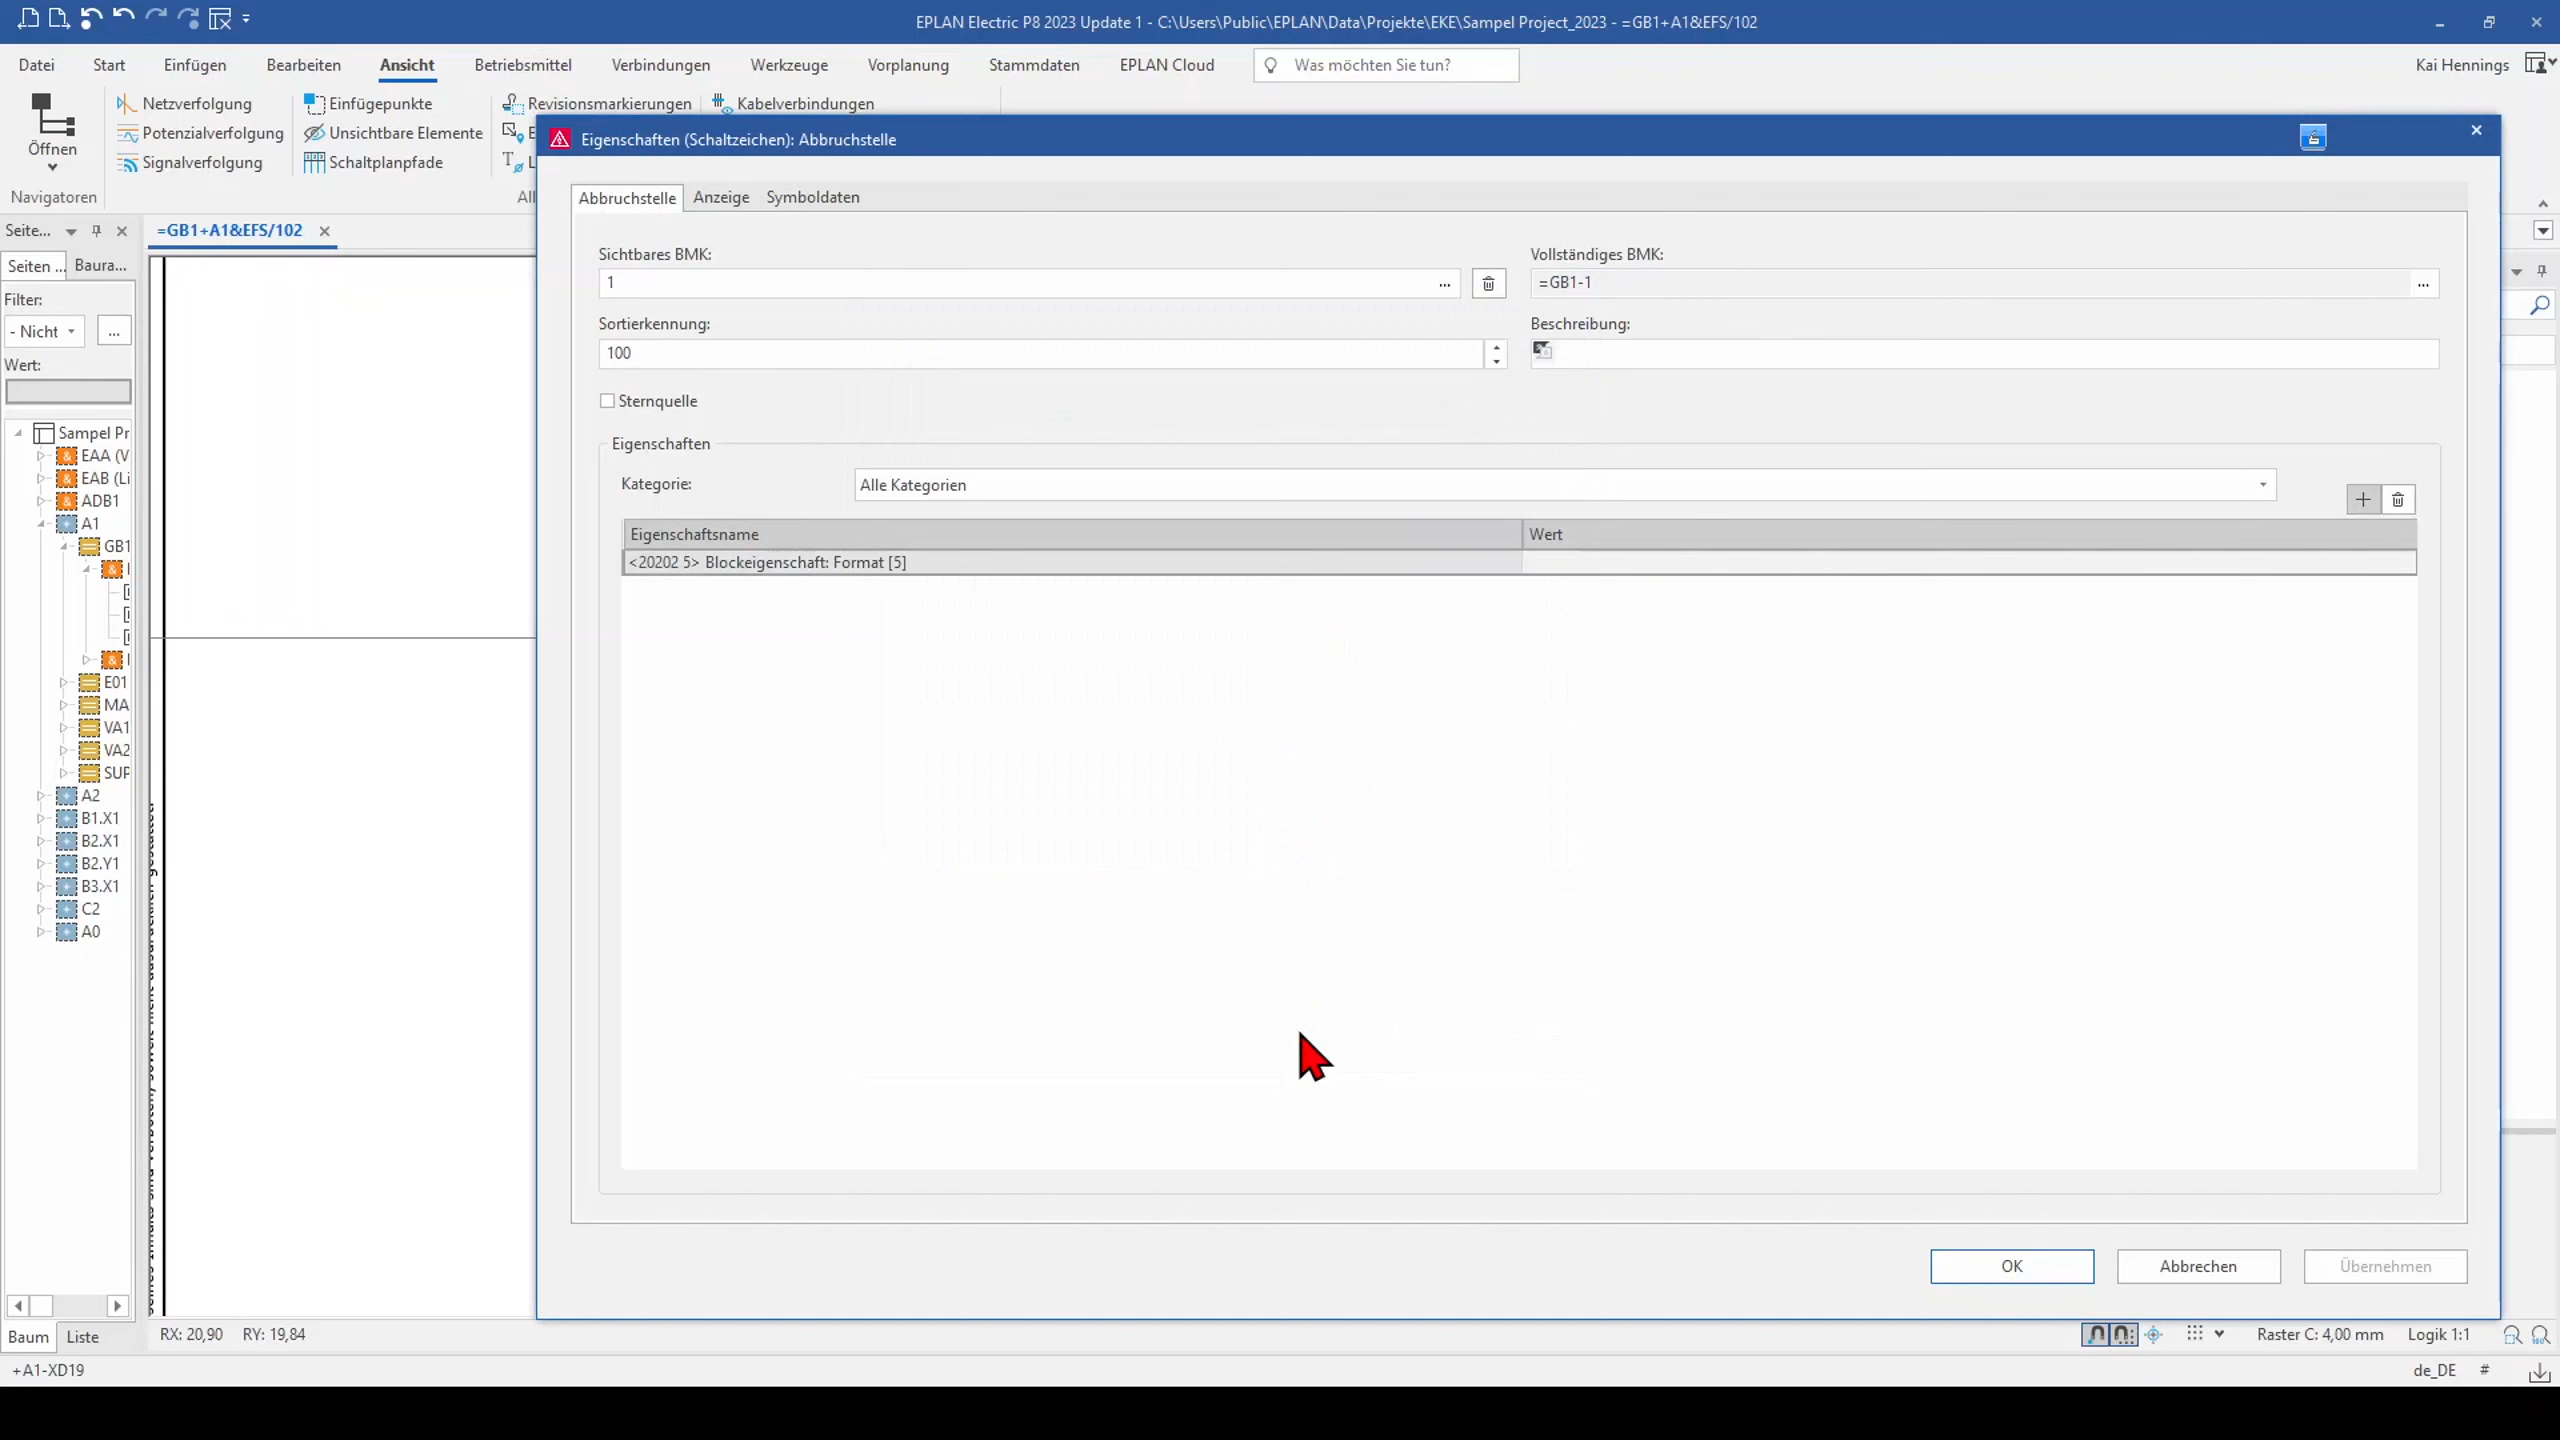 EPLAN Electric P8 2023 Update 1 - C:\Users\Public\EPLAN\Data\Projekte\EKE\Sampel Project_2023 - =GB1+A1&EFS/102
Datei Start Einfügen Bearbeiten Ansicht Betriebsmittel Verbindungen Werkzeuge Vorplanung Stammdaten EPLAN Cloud Was möchten Sie tun? Kai Hennings
Öffnen
Navigatoren
Netzverfolgung
Potenzialverfolgung
Signalverfolgung
Einfügepunkte
Unsichtbare Elemente
Schaltplanpfade
Revisionsmarkierungen
Kabelverbindungen
All
Seite...
=GB1+A1&EFS/102
Seiten ... Baura...
Filter:
- Nicht ...
Wert:
Sampel Pr
EAA (V
EAB (Li
ADB1
A1
GB1
E01
MA
VA1
VA2
SUP
A2
B1.X1
B2.X1
B2.Y1
B3.X1
C2
A0
Baum Liste
Eigenschaften (Schaltzeichen): Abbruchstelle
Abbruchstelle Anzeige Symboldaten
Sichtbares BMK: Vollständiges BMK:
1 ... =GB1-1 ...
Sortierkennung: Beschreibung:
100
Sternquelle
Eigenschaften
Kategorie: Alle Kategorien
Eigenschaftsname Wert
<20202 5> Blockeigenschaft: Format [5]
OK Abbrechen Übernehmen
RX: 20,90 RY: 19,84 Raster C: 4,00 mm Logik 1:1
+A1-XD19 de_DE #